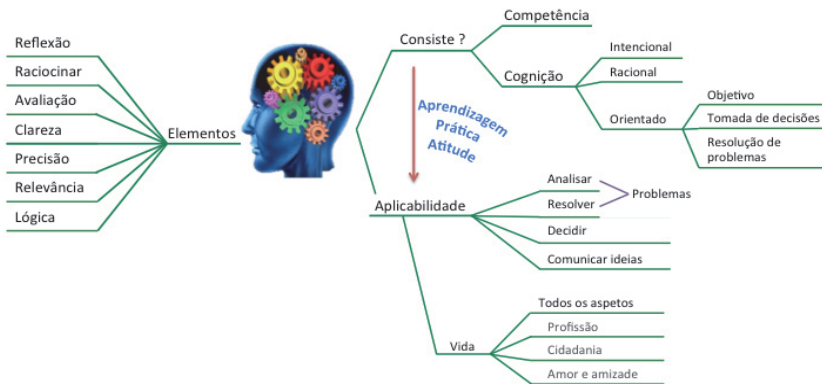 Reflexão
Raciocinar
Avaliação
Clareza
Precisão
Relevância
Lógica
Elementos
Consiste ?
Competência
Cognição
Intencional
Racional
Orientado
Objetivo
Tomada de decisões
Resolução de
problemas
Aprendizagem
Prática
Atitude
Aplicabilidade
Analisar
Resolver
Problemas
Decidir
Comunicar ideias
Vida
Todos os aspetos
Profissão
Cidadania
Amor e amizade